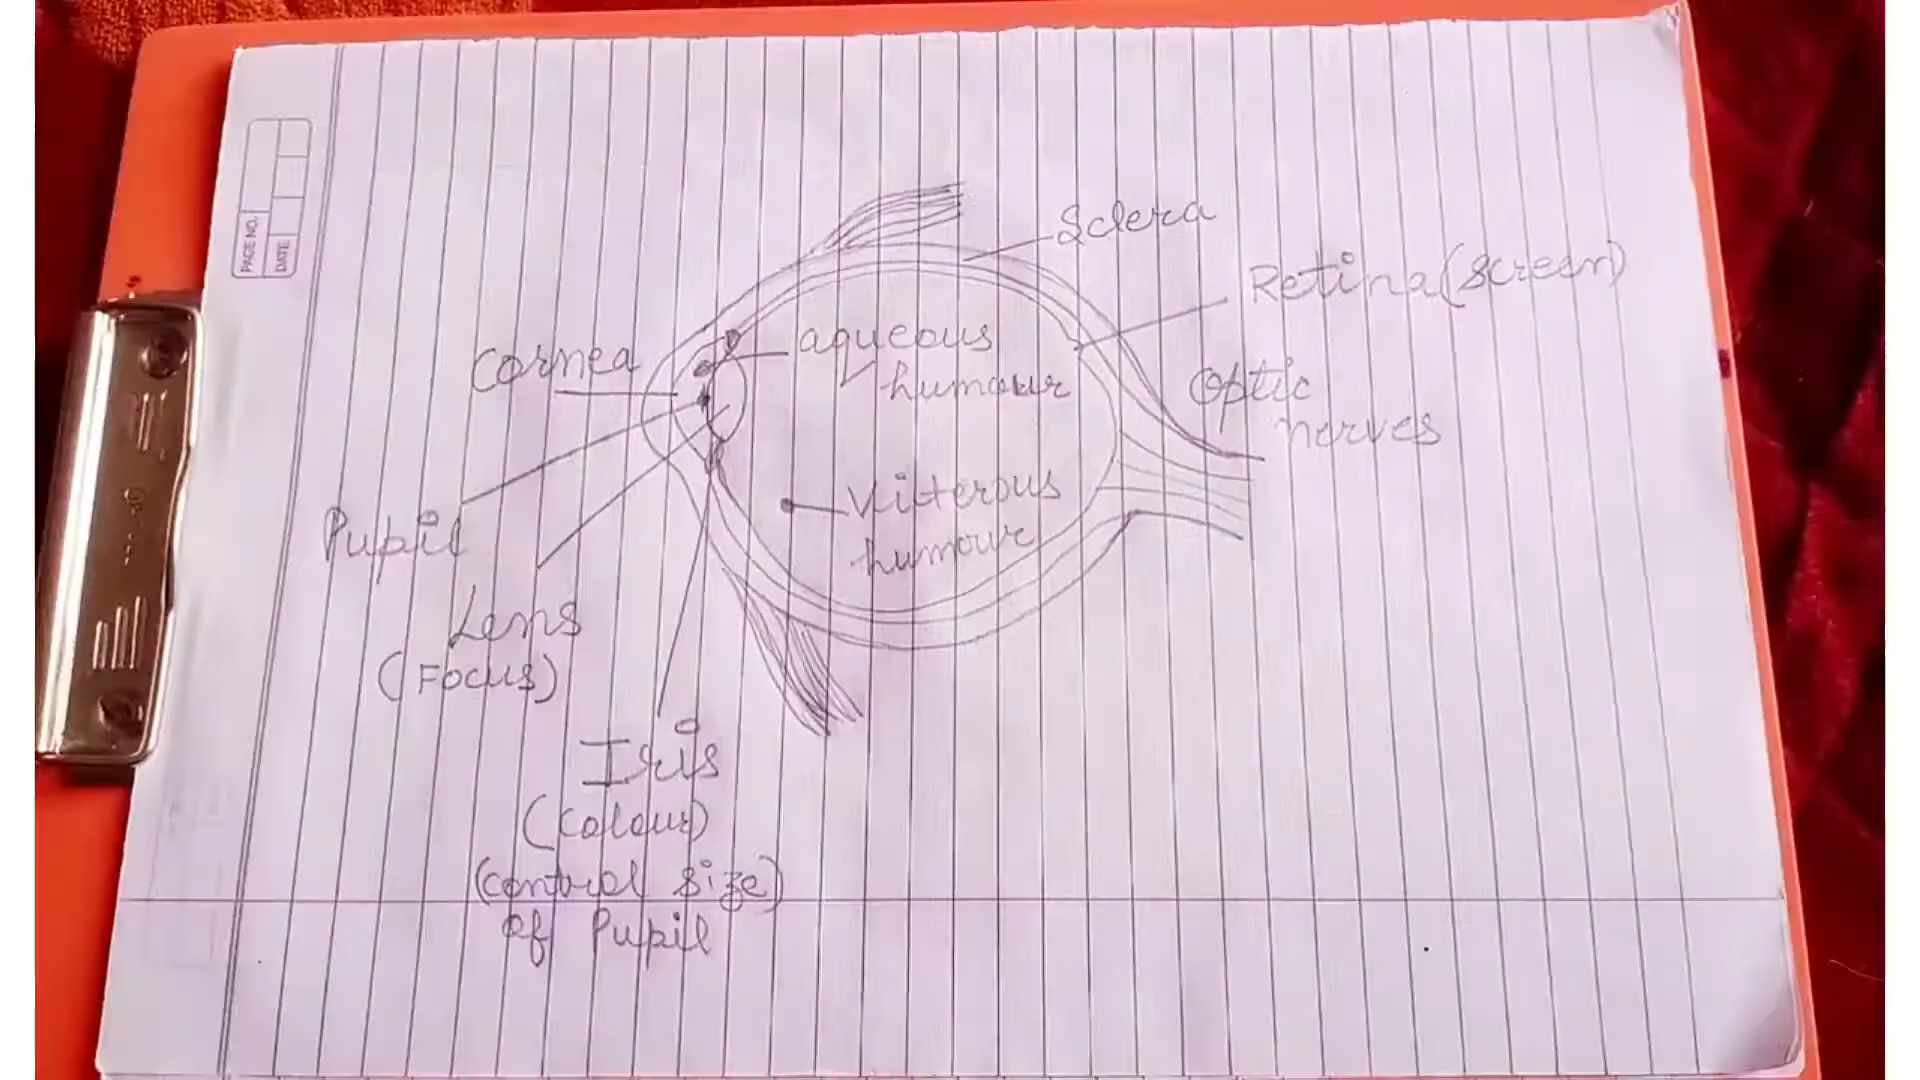 Sclera
Retina (screen)
cornea
aqueous
humour
Optic
nerves
Viterous
humour
Pupil
Lens
(Focus)
Iris
(colour)
(control size)
of Pupil
PAGE NO.
DATE